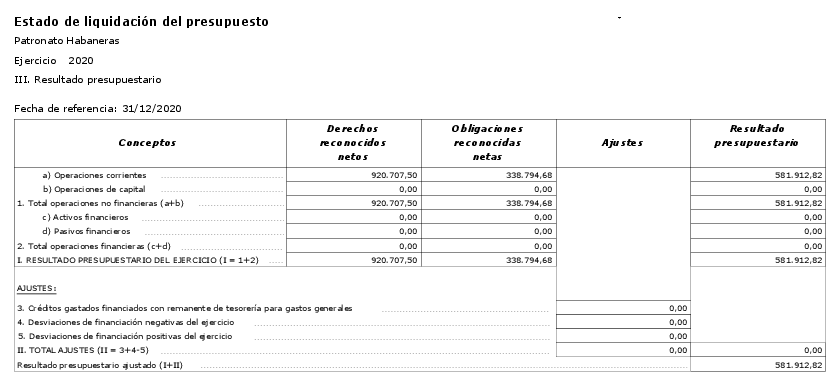 Estado de liquidación del presupuesto
Patronato Habaneras
Ejercicio 2020
III. Resultado presupuestario
Fecha de referencia: 31/12/2020
Conceptos Derechos reconocidos netos Obligaciones reconocidas netas Ajustes Resultado presupuestario
a) Operaciones corrientes 920.707,50 338.794,68 581.912,82
b) Operaciones de capital 0,00 0,00 0,00
1. Total operaciones no financieras (a+b) 920.707,50 338.794,68 581.912,82
c) Activos financieros 0,00 0,00 0,00
d) Pasivos financieros 0,00 0,00 0,00
2. Total operaciones financieras (c+d) 0,00 0,00 0,00
I. RESULTADO PRESUPUESTARIO DEL EJERCICIO (I = 1+2) 920.707,50 338.794,68 581.912,82
AJUSTES:
3. Créditos gastados financiados con remanente de tesorería para gastos generales 0,00
4. Desviaciones de financiación negativas del ejercicio 0,00
5. Desviaciones de financiación positivas del ejercicio 0,00
II. TOTAL AJUSTES (II = 3+4-5) 0,00 0,00
Resultado presupuestario ajustado (I+II) 581.912,82